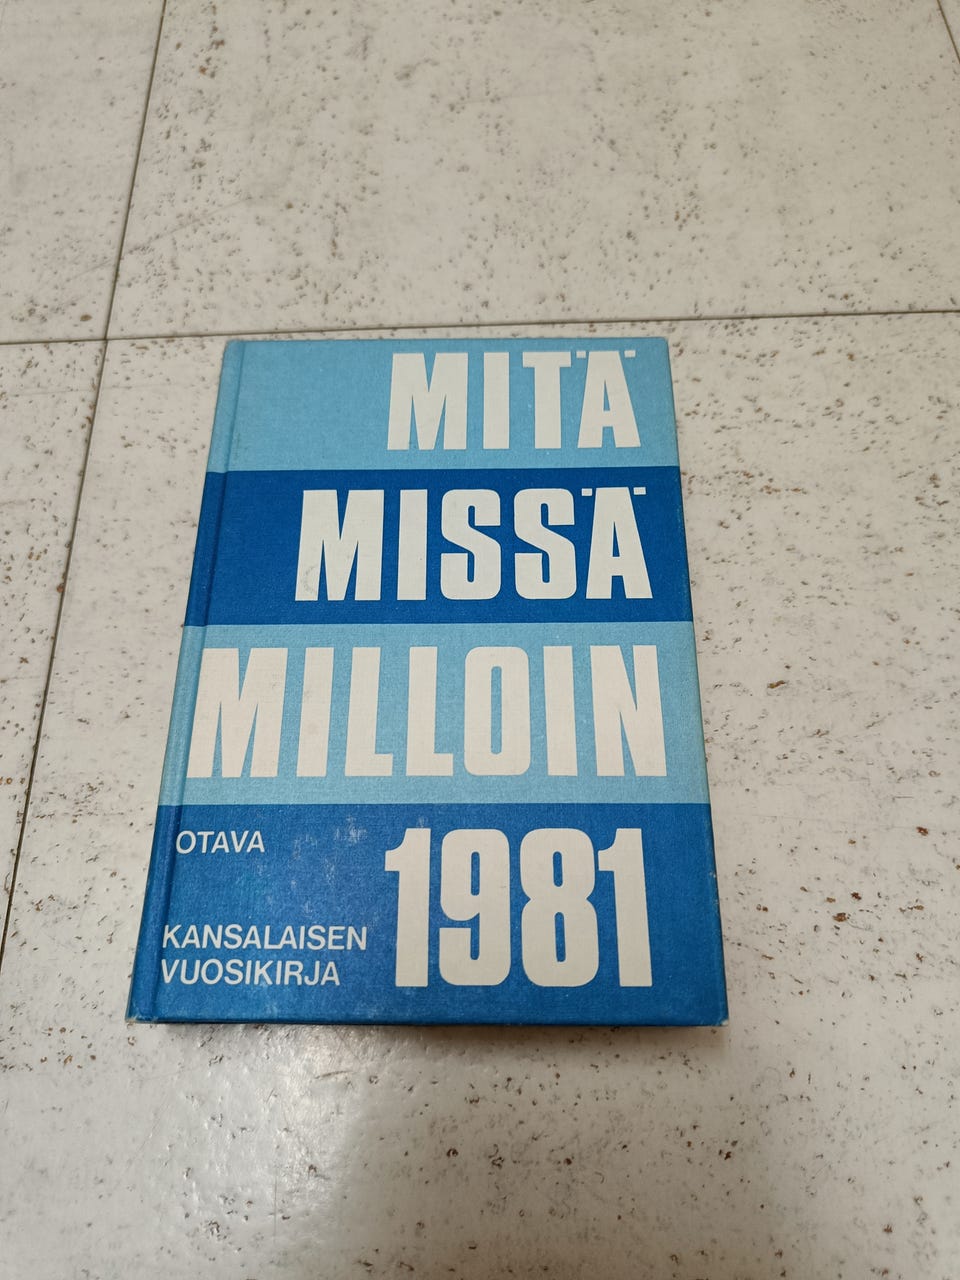 MITÄ
MISSÄ
MILLOIN
1981
OTAVA
KANSALAISEN
VUOSIKIRJA